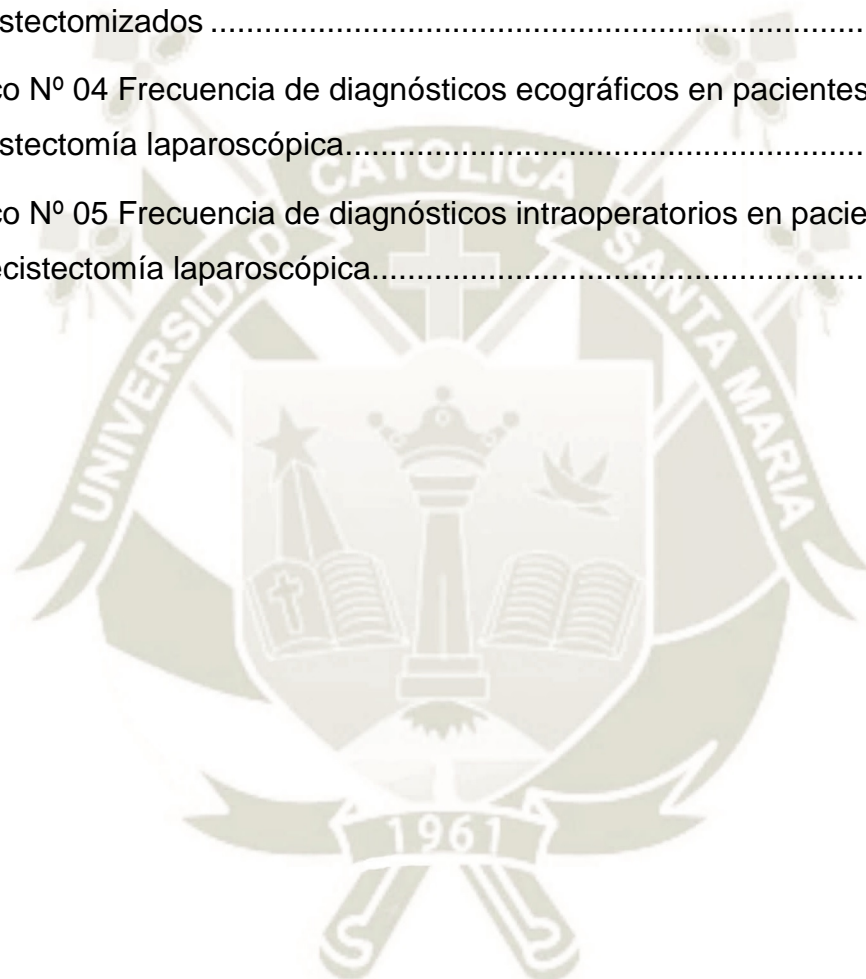 stectomizados ....................................................................................
co Nº 04 Frecuencia de diagnósticos ecográficos en pacientes
stectomía laparoscópica...............................................................
co Nº 05 Frecuencia de diagnósticos intraoperatorios en pacie
ecistectomía laparoscópica............................................................
UNIVERSIDAD CATOLICA SANTA MARIA
1961